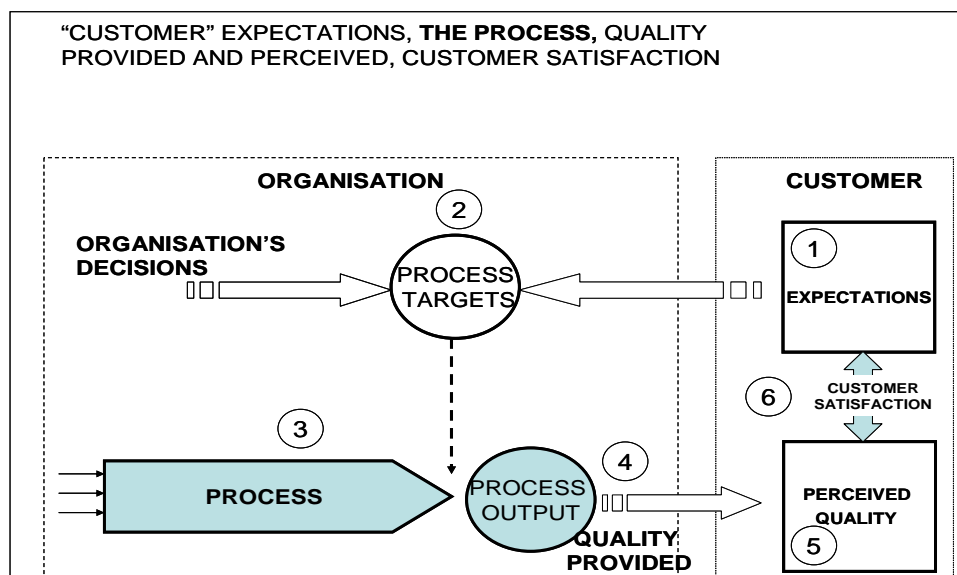 “CUSTOMER” EXPECTATIONS, THE PROCESS, QUALITY
PROVIDED AND PERCEIVED, CUSTOMER SATISFACTION
ORGANISATION
CUSTOMER
2
ORGANISATION’S
DECISIONS
PROCESS
TARGETS
1
EXPECTATIONS
6
CUSTOMER
SATISFACTION
3
PROCESS
PROCESS
OUTPUT
4
QUALITY
PROVIDED
PERCEIVED
QUALITY
5